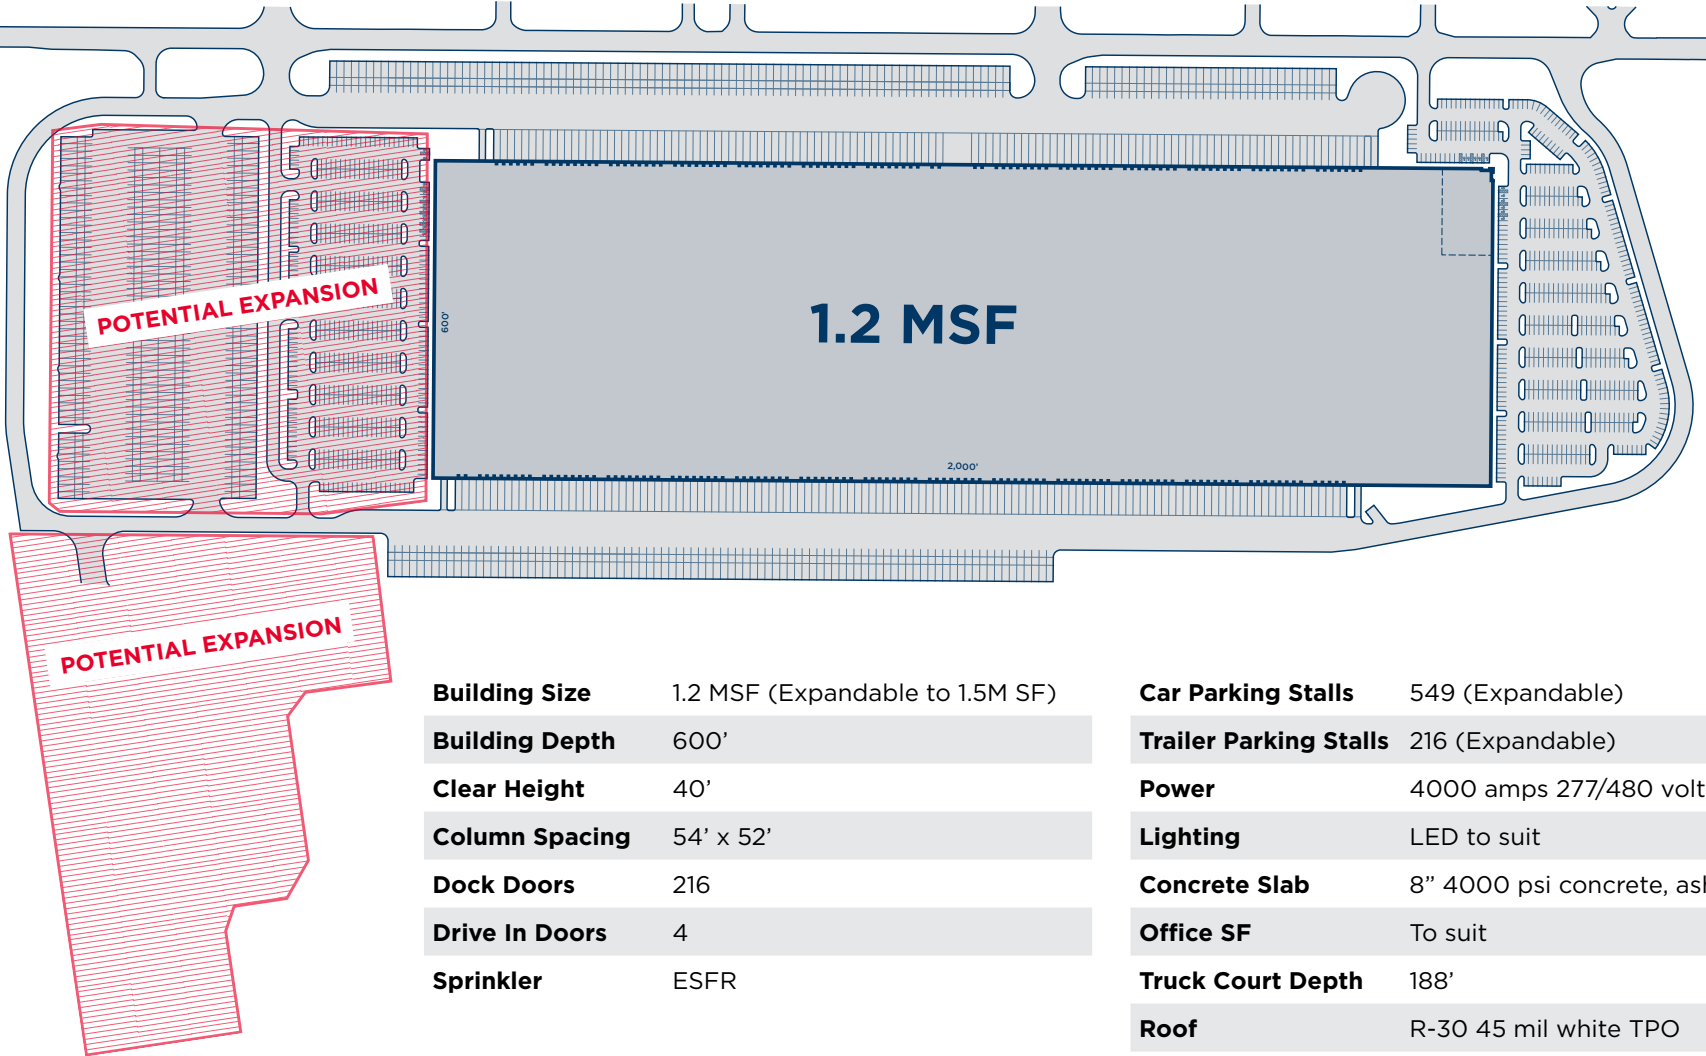 POTENTIAL EXPANSION
600'
1.2 MSF
2,000'
POTENTIAL EXPANSION
Building Size 1.2 MSF (Expandable to 1.5M SF)
Building Depth 600’
Clear Height 40’
Column Spacing 54’ x 52’
Dock Doors 216
Drive In Doors 4
Sprinkler ESFR
Car Parking Stalls 549 (Expandable)
Trailer Parking Stalls 216 (Expandable)
Power 4000 amps 277/480 volt
Lighting LED to suit
Concrete Slab 8” 4000 psi concrete,
Office SF To suit
Truck Court Depth 188’
Roof R-30 45 mil white TPO